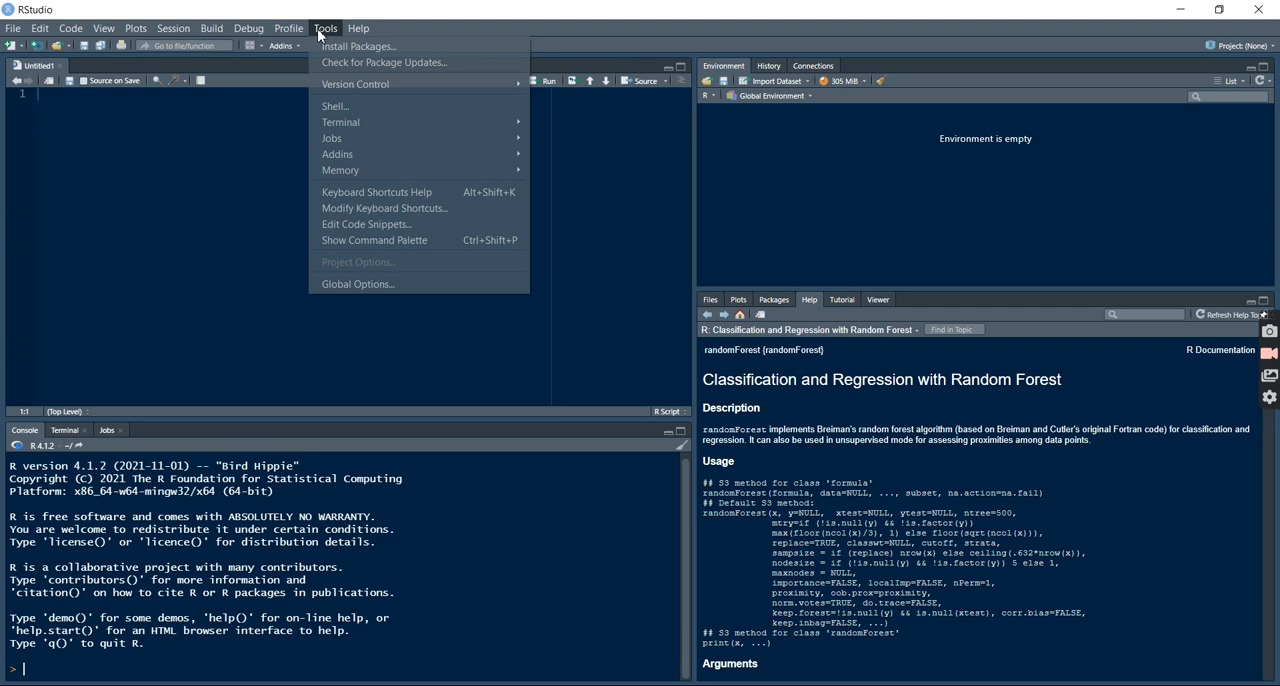 RStudio
File Edit Code View Plots Session Build Debug Profile Tools Help
Go to file/function Addins Project: (None)
Untitled1
Source on Save Run Source
1
Install Packages...
Check for Package Updates...
Version Control
Shell...
Terminal
Jobs
Addins
Memory
Keyboard Shortcuts Help Alt+Shift+K
Modify Keyboard Shortcuts...
Edit Code Snippets...
Show Command Palette Ctrl+Shift+P
Project Options...
Global Options...
1:1 (Top Level) R Script
Console Terminal Jobs
R 4.1.2 · ~/
R version 4.1.2 (2021-11-01) -- "Bird Hippie"
Copyright (C) 2021 The R Foundation for Statistical Computing
Platform: x86_64-w64-mingw32/x64 (64-bit)
R is free software and comes with ABSOLUTELY NO WARRANTY.
You are welcome to redistribute it under certain conditions.
Type 'license()' or 'licence()' for distribution details.
R is a collaborative project with many contributors.
Type 'contributors()' for more information and
'citation()' on how to cite R or R packages in publications.
Type 'demo()' for some demos, 'help()' for on-line help, or
'help.start()' for an HTML browser interface to help.
Type 'q()' to quit R.
>
Environment History Connections
Import Dataset 305 MiB List
R Global Environment
Environment is empty
Files Plots Packages Help Tutorial Viewer
Refresh Help Top
R: Classification and Regression with Random Forest Find in Topic
randomForest {randomForest} R Documentation
Classification and Regression with Random Forest
Description
randomForest implements Breiman's random forest algorithm (based on Breiman and Cutler's original Fortran code) for classification and
regression. It can also be used in unsupervised mode for assessing proximities among data points.
Usage
## S3 method for class 'formula'
randomForest(formula, data=NULL, ..., subset, na.action=na.fail)
## Default S3 method:
randomForest(x, y=NULL, xtest=NULL, ytest=NULL, ntree=500,
mtry=if (!is.null(y) && !is.factor(y))
max(floor(ncol(x)/3), 1) else floor(sqrt(ncol(x))),
replace=TRUE, classwt=NULL, cutoff, strata,
sampsize = if (replace) nrow(x) else ceiling(.632*nrow(x)),
nodesize = if (!is.null(y) && !is.factor(y)) 5 else 1,
maxnodes = NULL,
importance=FALSE, localImp=FALSE, nPerm=1,
proximity, oob.prox=proximity,
norm.votes=TRUE, do.trace=FALSE,
keep.forest=!is.null(y) && is.null(xtest), corr.bias=FALSE,
keep.inbag=FALSE, ...)
## S3 method for class 'randomForest'
print(x, ...)
Arguments